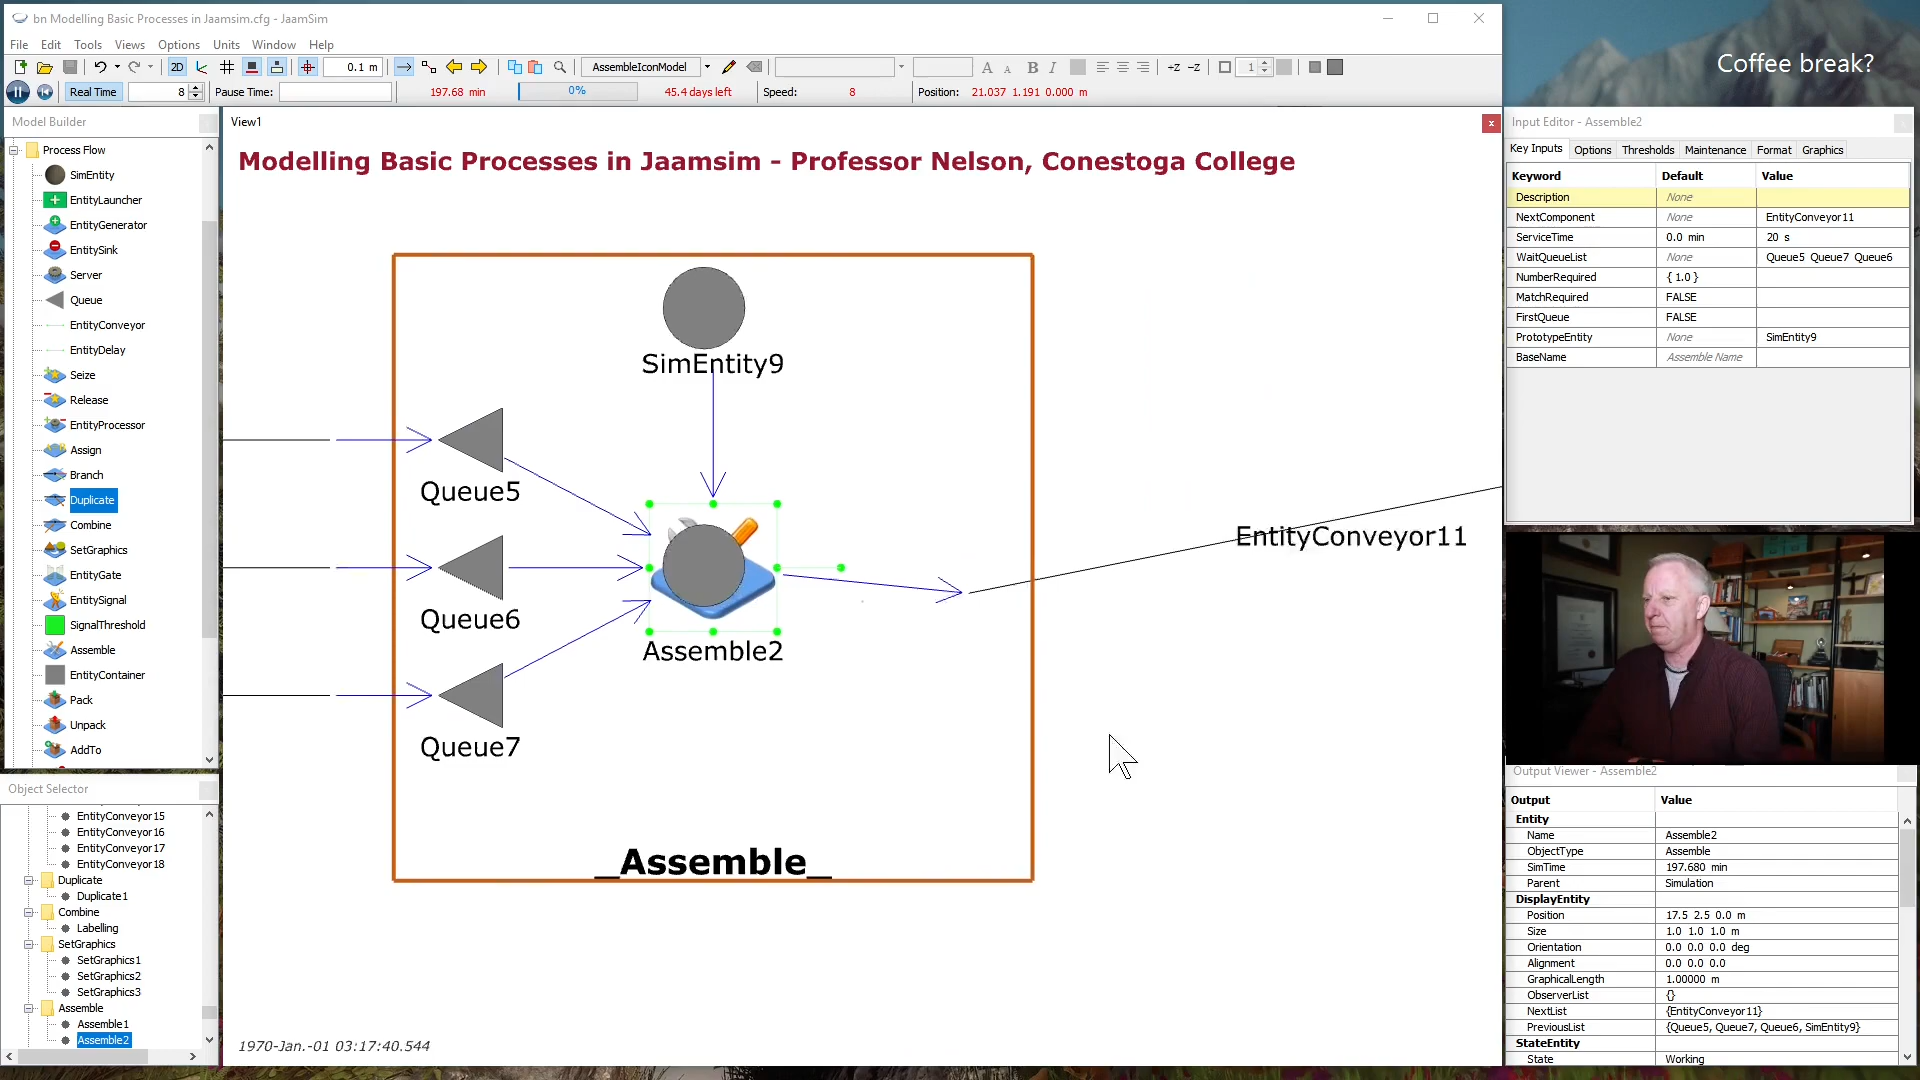 bn Modelling Basic Processes in Jaamsim.cfg - JaamSim
File Edit Tools Views Options Units Window Help
2D 0.1 m AssembleIconModel A A B I 1 +Z -Z
Real Time 8 Pause Time: 197.68 min 0% 45.4 days left Speed: 8 Position: 21.037 1.191 0.000 m
Coffee break?
Model Builder
Process Flow
SimEntity
EntityLauncher
EntityGenerator
EntitySink
Server
Queue
EntityConveyor
EntityDelay
Seize
Release
EntityProcessor
Assign
Branch
Duplicate
Combine
SetGraphics
EntityGate
EntitySignal
SignalThreshold
Assemble
EntityContainer
Pack
Unpack
AddTo
Object Selector
EntityConveyor15
EntityConveyor16
EntityConveyor17
EntityConveyor18
Duplicate
Duplicate1
Combine
Labelling
SetGraphics
SetGraphics1
SetGraphics2
SetGraphics3
Assemble
Assemble1
Assemble2
View1
Modelling Basic Processes in Jaamsim - Professor Nelson, Conestoga College
SimEntity9
Queue5
Queue6
Queue7
Assemble2
EntityConveyor11
_Assemble_
1970-Jan.-01 03:17:40.544
Input Editor - Assemble2
Key Inputs Options Thresholds Maintenance Format Graphics
Keyword Default Value
Description None
NextComponent None EntityConveyor11
ServiceTime 0.0 min 20 s
WaitQueueList None Queue5 Queue7 Queue6
NumberRequired { 1.0 }
MatchRequired FALSE
FirstQueue FALSE
PrototypeEntity None SimEntity9
BaseName Assemble Name
Output Viewer - Assemble2
Output Value
Entity
Name Assemble2
ObjectType Assemble
SimTime 197.680 min
Parent Simulation
DisplayEntity
Position 17.5 2.5 0.0 m
Size 1.0 1.0 1.0 m
Orientation 0.0 0.0 0.0 deg
Alignment 0.0 0.0 0.0
GraphicalLength 1.00000 m
ObserverList {}
NextList {EntityConveyor11}
PreviousList {Queue5, Queue7, Queue6, SimEntity9}
StateEntity
State Working